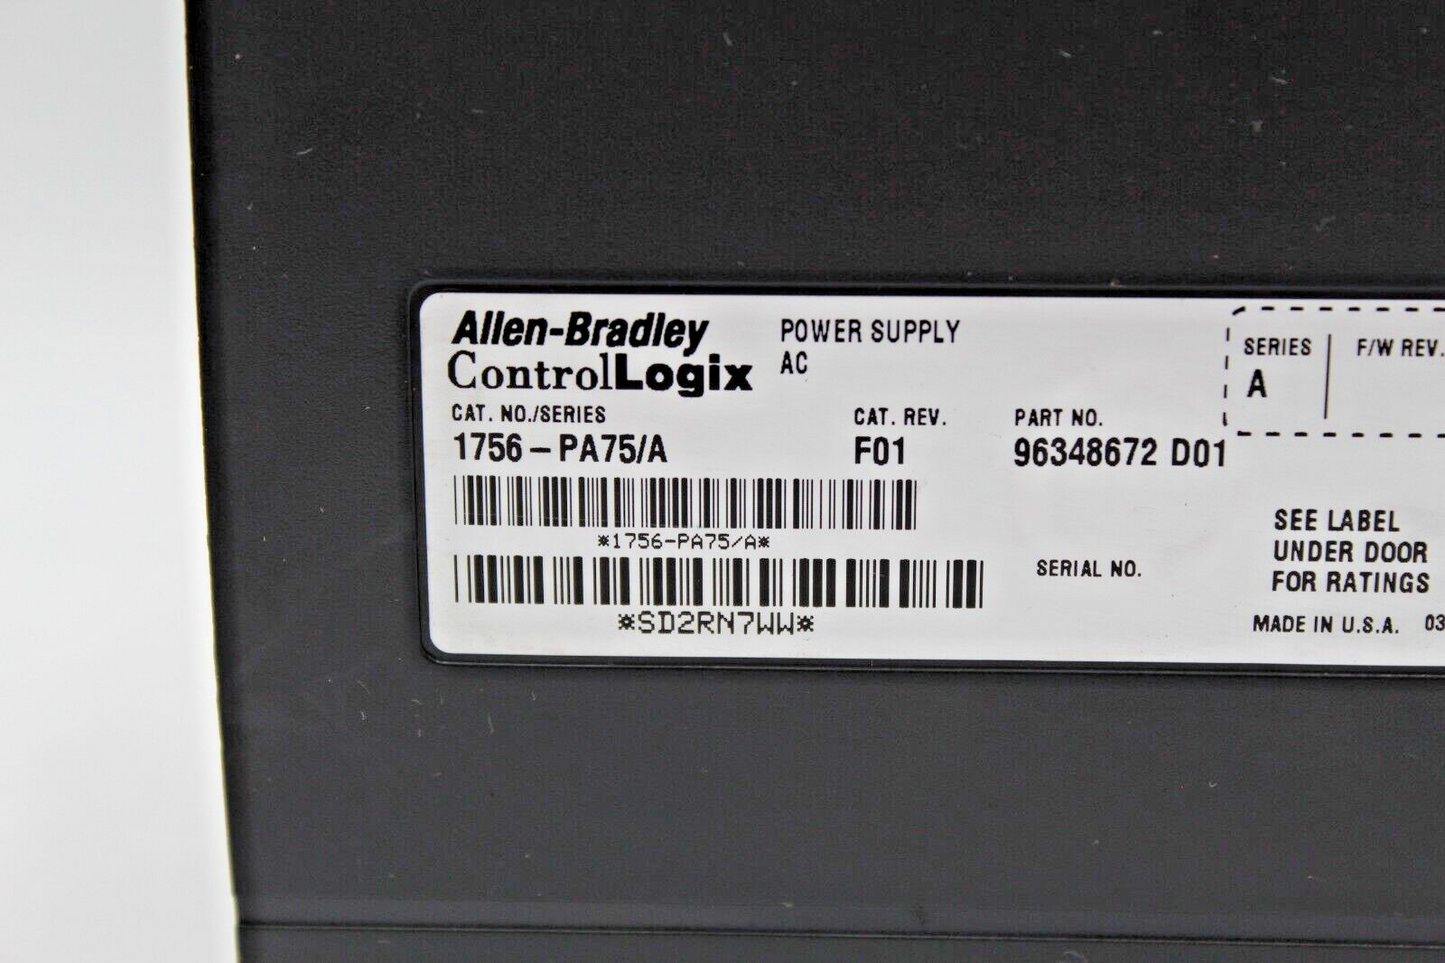 Allen-Bradley
ControlLogix
POWER SUPPLY
AC
SERIES
A
F/W REV.
CAT. NO./SERIES
1756-PA75/A
CAT. REV.
F01
PART NO.
96348672 D01
*1756-PA75/A*
*SD2RN7WW*
SERIAL NO.
SEE LABEL
UNDER DOOR
FOR RATINGS
MADE IN U.S.A. 03